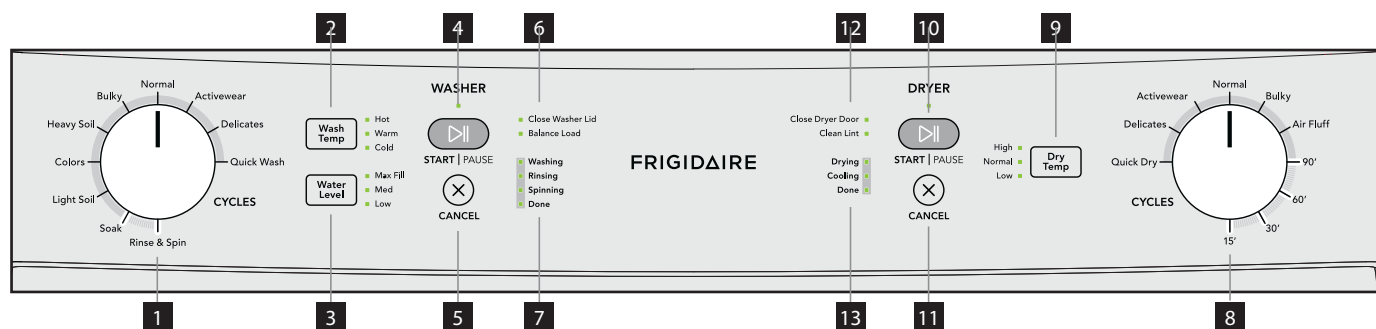 2
4
6
12
10
9
WASHER
DRYER
Normal
Bulky
Activewear
Heavy Soil
Delicates
Colors
Quick Wash
Light Soil
Soak
Rinse & Spin
CYCLES
Wash
Temp
Hot
Warm
Cold
Water
Level
Max Fill
Med
Low
START | PAUSE
CANCEL
Close Washer Lid
Balance Load
Washing
Rinsing
Spinning
Done
FRIGIDAIRE
Close Dryer Door
Clean Lint
Drying
Cooling
Done
START | PAUSE
CANCEL
High
Normal
Low
Dry
Temp
Normal
Activewear
Bulky
Delicates
Air Fluff
Quick Dry
90'
60'
30'
15'
CYCLES
1
3
5
7
13
11
8